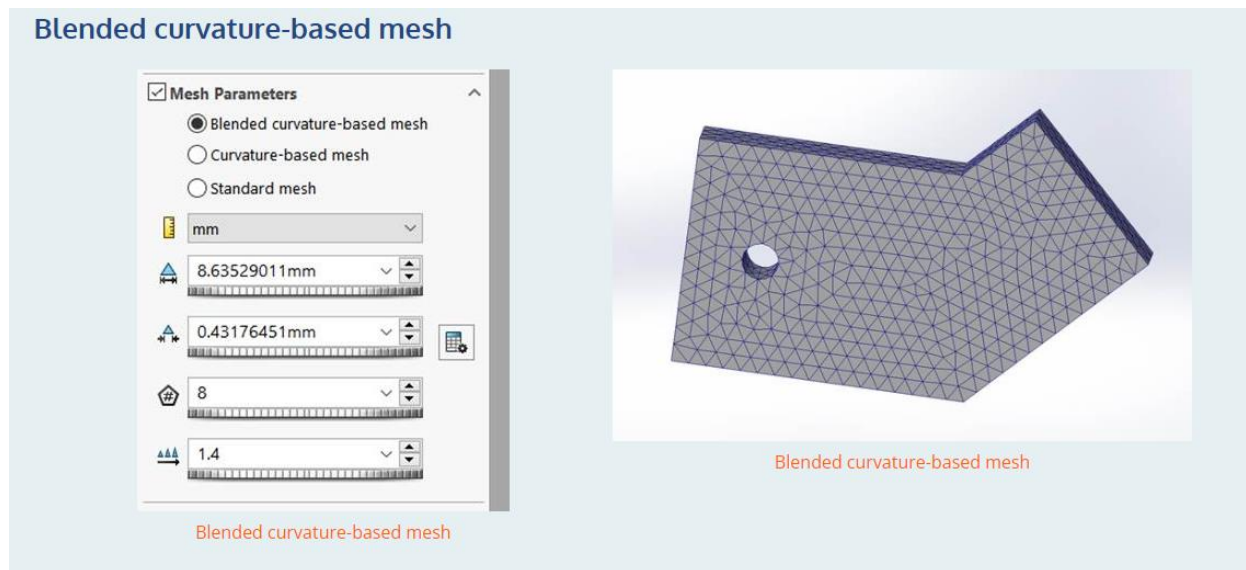 Blended curvature-based mesh
Mesh Parameters
Blended curvature-based mesh
Curvature-based mesh
Standard mesh
mm
8.63529011mm
0.43176451mm
#
8
1.4
Blended curvature-based mesh
Blended curvature-based mesh